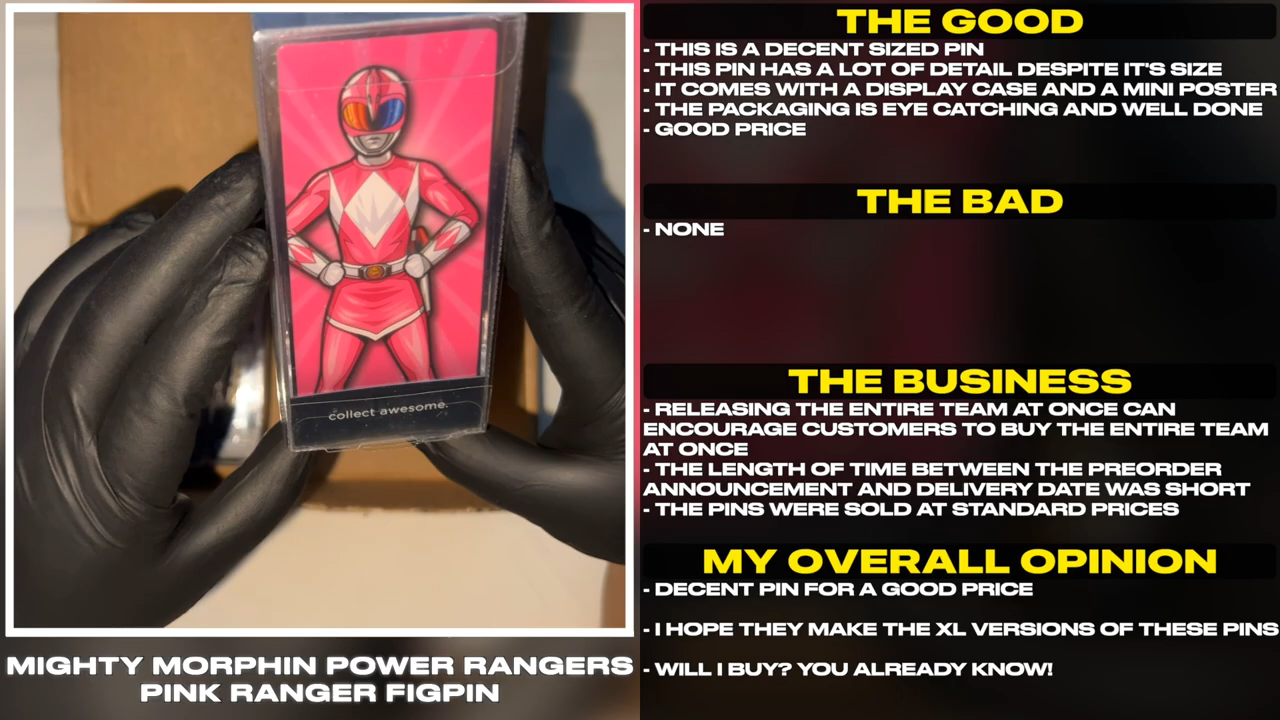 collect awesome.
MIGHTY MORPHIN POWER RANGERS
PINK RANGER FIGPIN
THE GOOD
- THIS IS A DECENT SIZED PIN
- THIS PIN HAS A LOT OF DETAIL DESPITE IT'S SIZE
- IT COMES WITH A DISPLAY CASE AND A MINI POSTER
- THE PACKAGING IS EYE CATCHING AND WELL DONE
- GOOD PRICE
THE BAD
- NONE
THE BUSINESS
- RELEASING THE ENTIRE TEAM AT ONCE CAN
ENCOURAGE CUSTOMERS TO BUY THE ENTIRE TEAM
AT ONCE
- THE LENGTH OF TIME BETWEEN THE PREORDER
ANNOUNCEMENT AND DELIVERY DATE WAS SHORT
- THE PINS WERE SOLD AT STANDARD PRICES
MY OVERALL OPINION
- DECENT PIN FOR A GOOD PRICE
- I HOPE THEY MAKE THE XL VERSIONS OF THESE PINS
- WILL I BUY? YOU ALREADY KNOW!